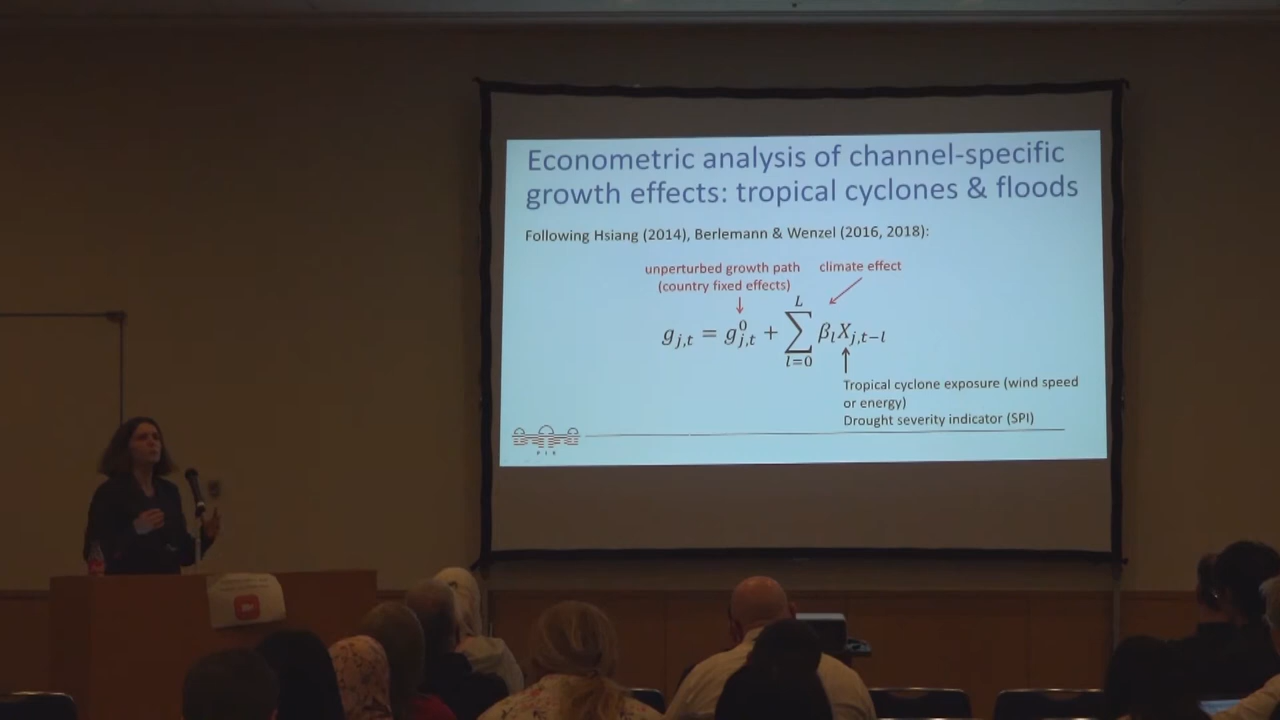 Econometric analysis of channel-specific
growth effects: tropical cyclones & floods
Following Hsiang (2014), Berlemann & Wenzel (2016, 2018):
unperturbed growth path
(country fixed effects)
climate effect
g_{j,t} = g^0_{j,t} + \sum_{l=0}^{L} β_l X_{j,t-l}
Tropical cyclone exposure (wind speed
or energy)
Drought severity indicator (SPI)
P I K